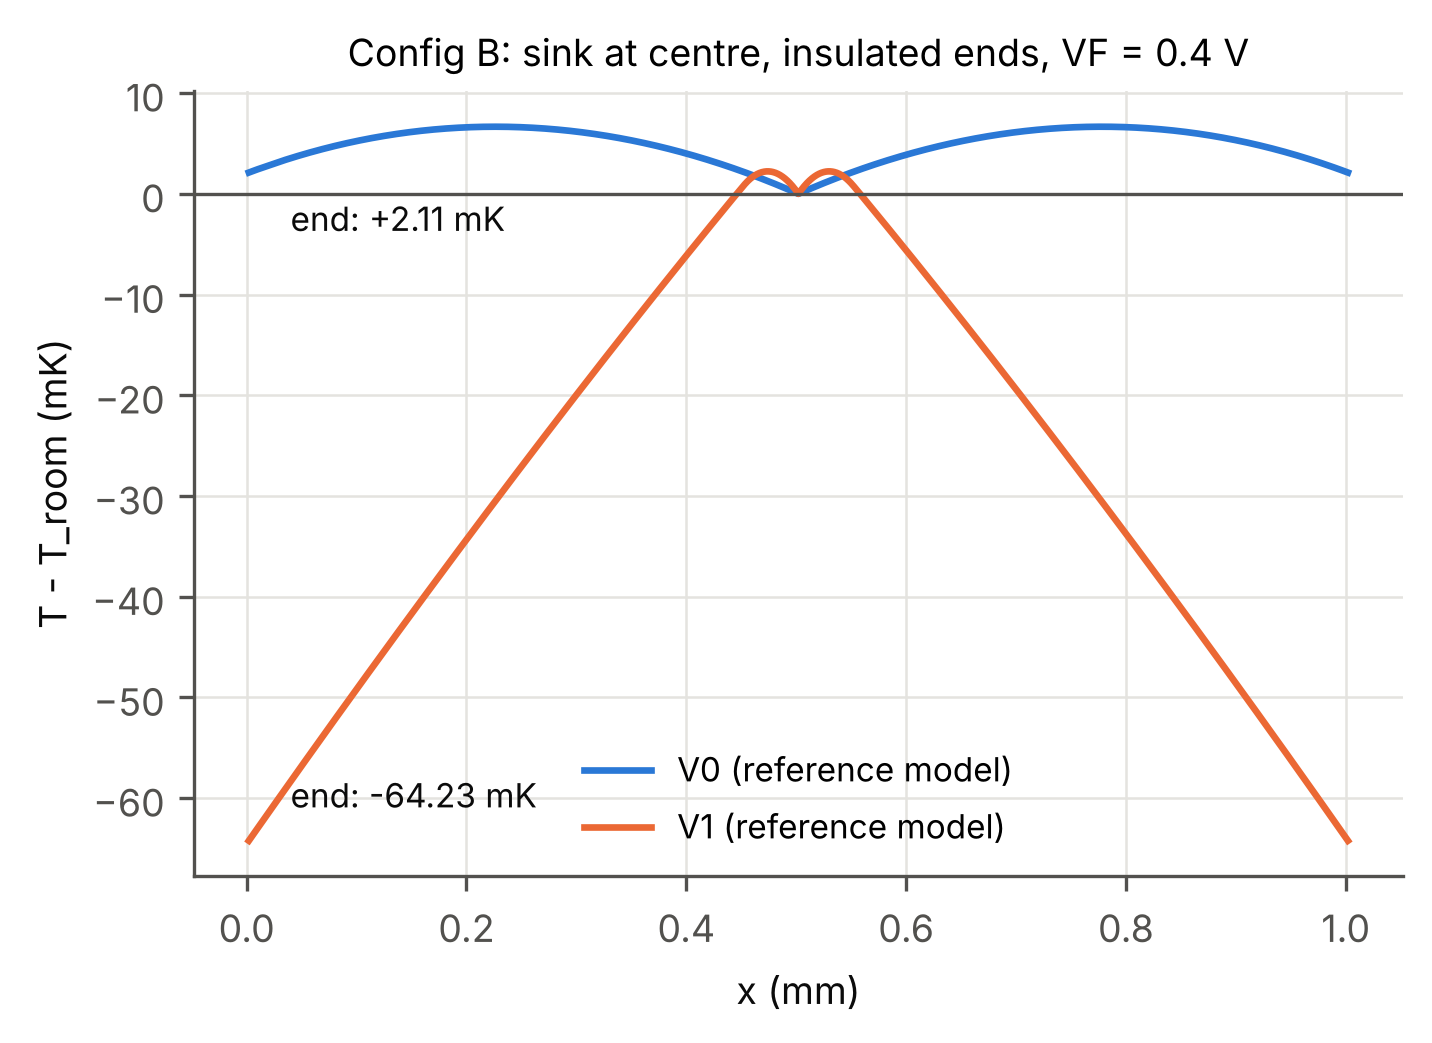 Config B: sink at centre, insulated ends, VF = 0.4 V
10
0
−10
−20
−30
−40
−50
−60
T - T_room (mK)
end: +2.11 mK
end: -64.23 mK
V0 (reference model)
V1 (reference model)
0.0 0.2 0.4 0.6 0.8 1.0
x (mm)